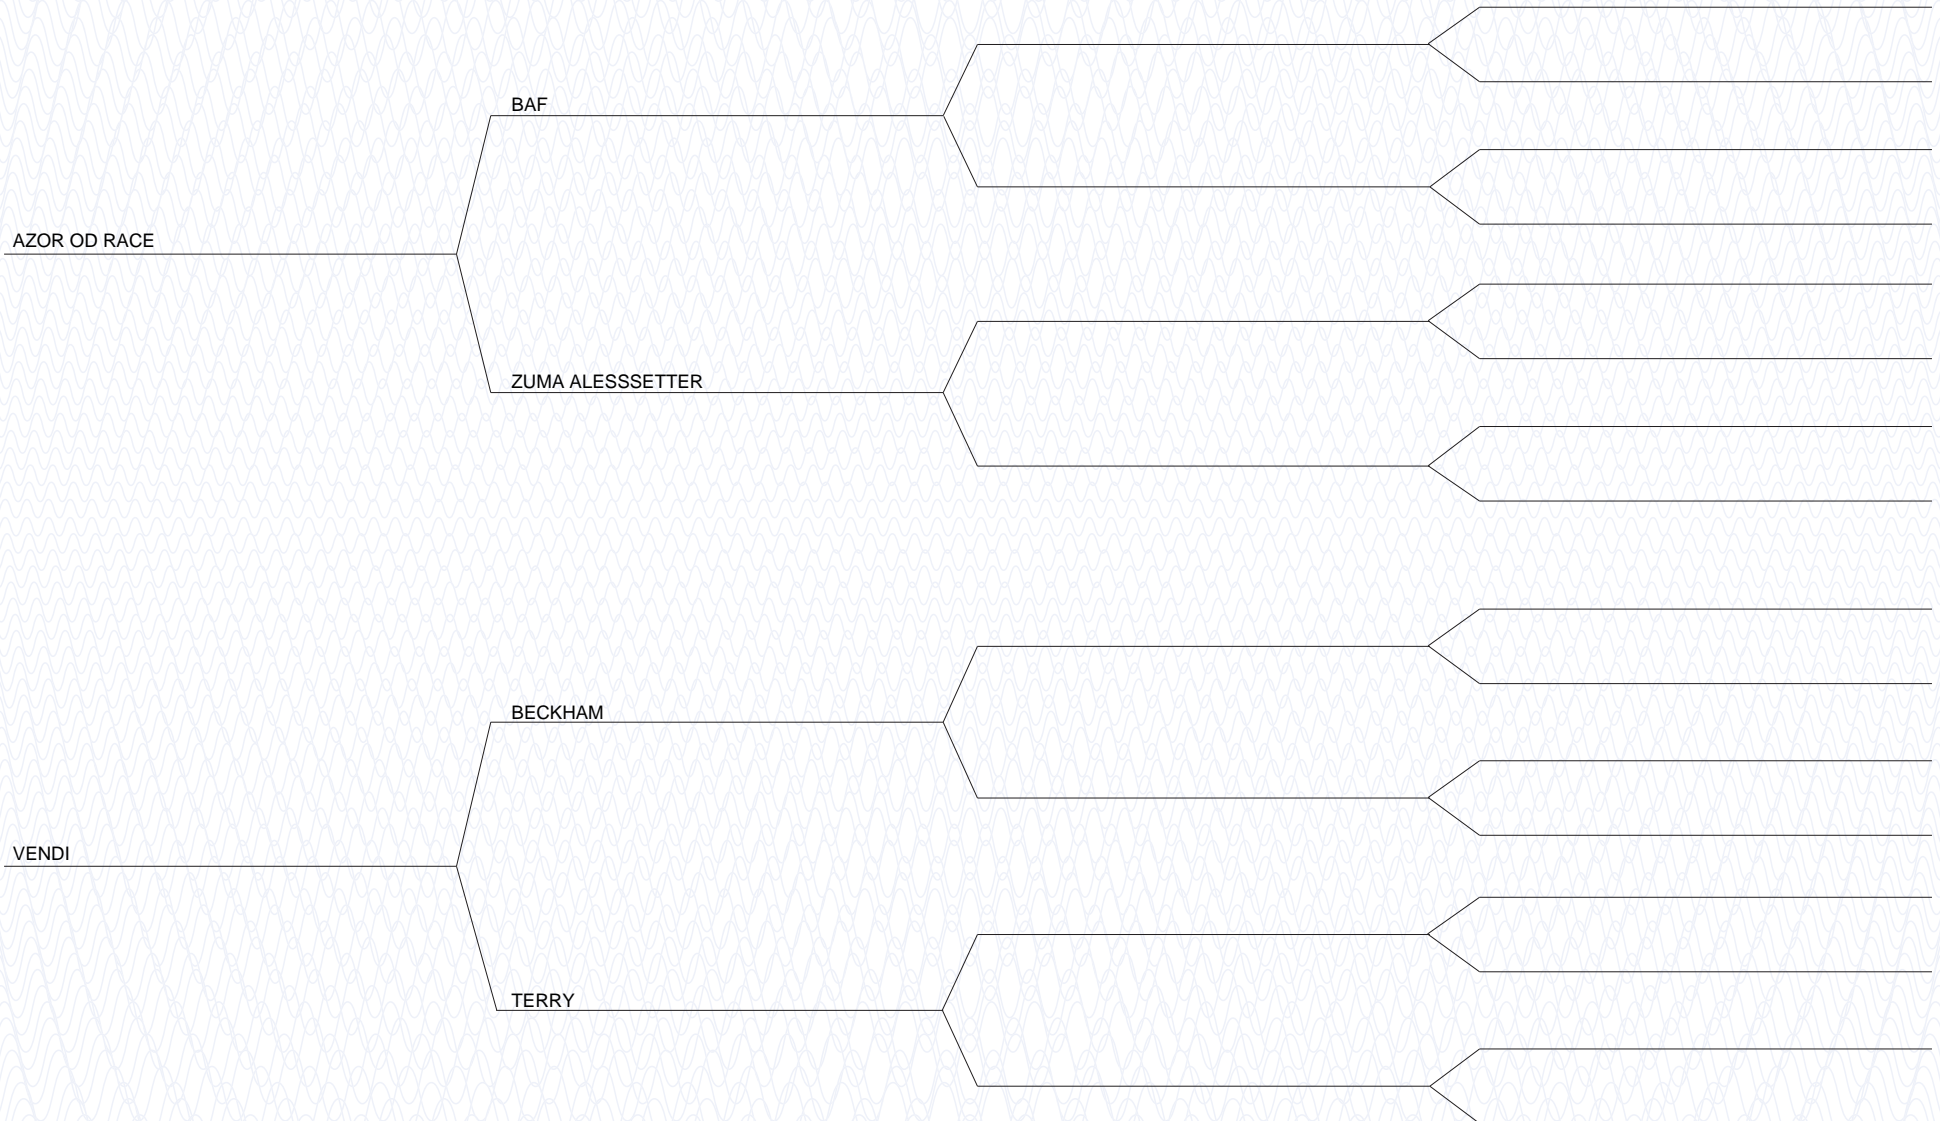 BAF
AZOR OD RACE
ZUMA ALESSSETTER
BECKHAM
VENDI
TERRY